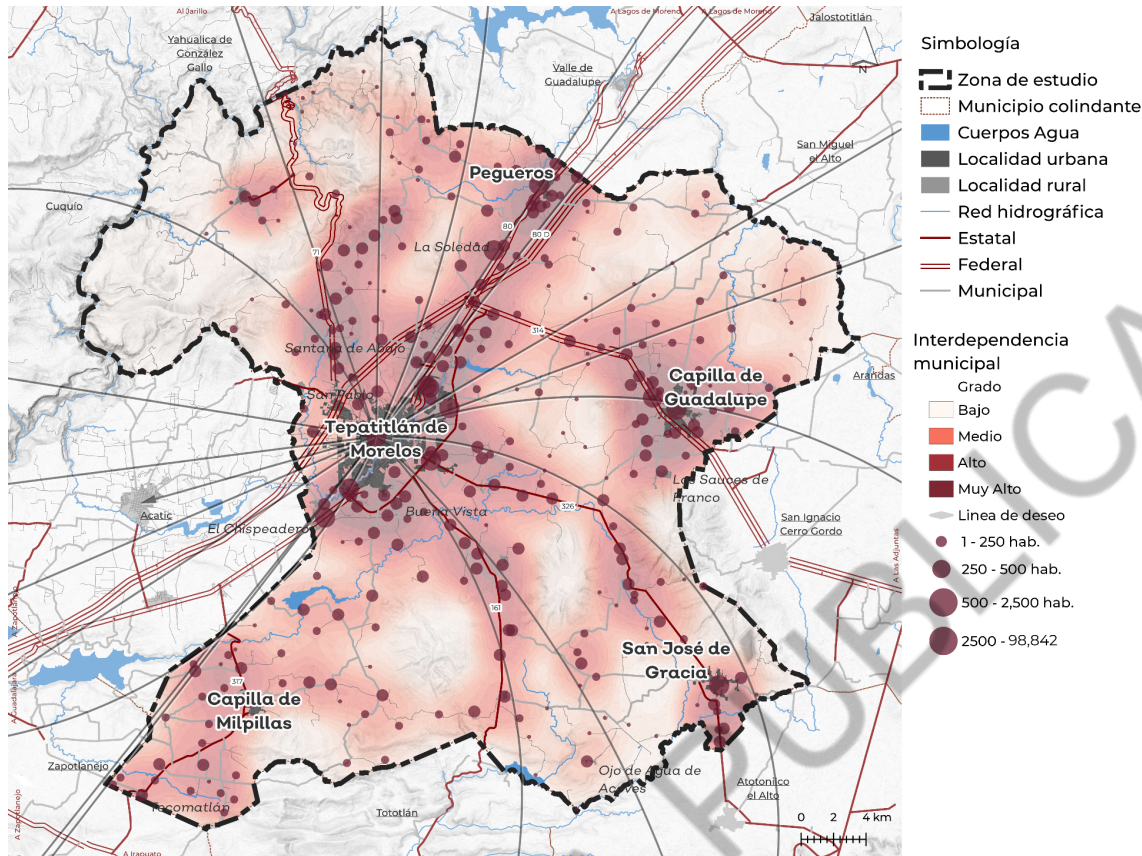 Al Jarillo
A Lagos de Moreno
A Lagos de Moreno
Jalostotitlán
Yahualica de
González
Gallo
Valle de
Guadalupe
N
San Miguel
el Alto
Pegueros
Cuquío
80
80 D
La Soledad
71
314
Santana de Abajo
Arandas
Capilla de
Guadalupe
San Pablo
Tepatitlán de
Morelos
Los Sauces de
Franco
326
Acatic
Buena Vista
El Chispeadero
San Ignacio
Cerro Gordo
A Las Adjuntas
A Zapotlanejo
161
San José de
Gracia
317
A Guadalajara
Capilla de
Milpillas
Zapotlanejo
Ojo de Agua de
Aceves
Atotonilco
el Alto
Tecomatlán
Tototlán
A Zapotlanejo
0 2 4 km
A Irapuato
Simbología
Zona de estudio
Municipio colindante
Cuerpos Agua
Localidad urbana
Localidad rural
Red hidrográfica
Estatal
Federal
Municipal
Interdependencia
municipal
Grado
Bajo
Medio
Alto
Muy Alto
Linea de deseo
1 - 250 hab.
250 - 500 hab.
500 - 2,500 hab.
2500 - 98,842
PUBLICA